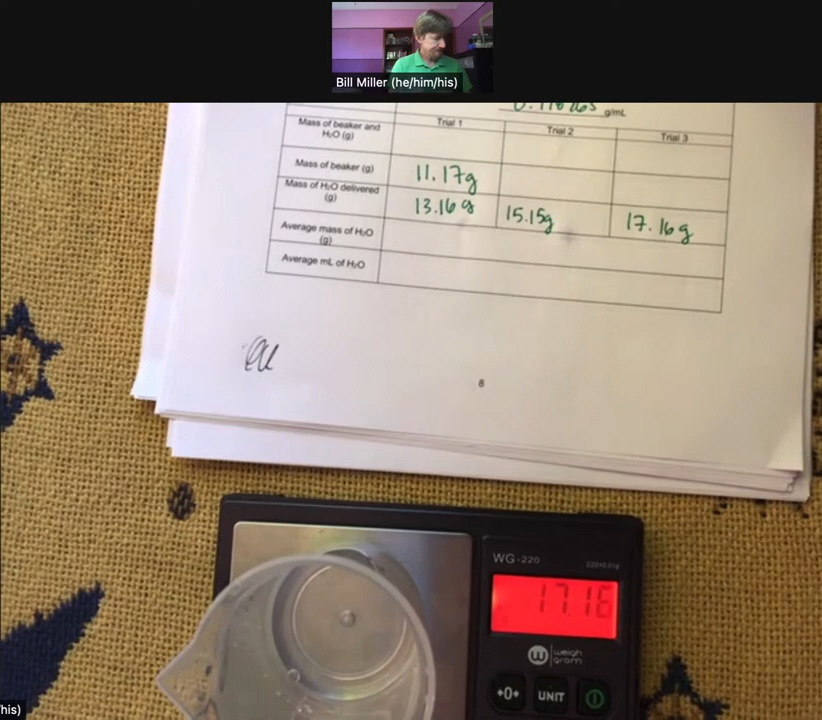 Bill Miller (he/him/his)
g/mL
Trial 1 Trial 2 Trial 3
Mass of beaker and
H₂O (g)
Mass of beaker (g) 11.17g
Mass of H₂O delivered
(g) 13.16g 15.15g 17.16g
Average mass of H₂O
(g)
Average mL of H₂O
8
WG-220
220x0.01g
17.16
weigh
gram
→0← UNIT
his)